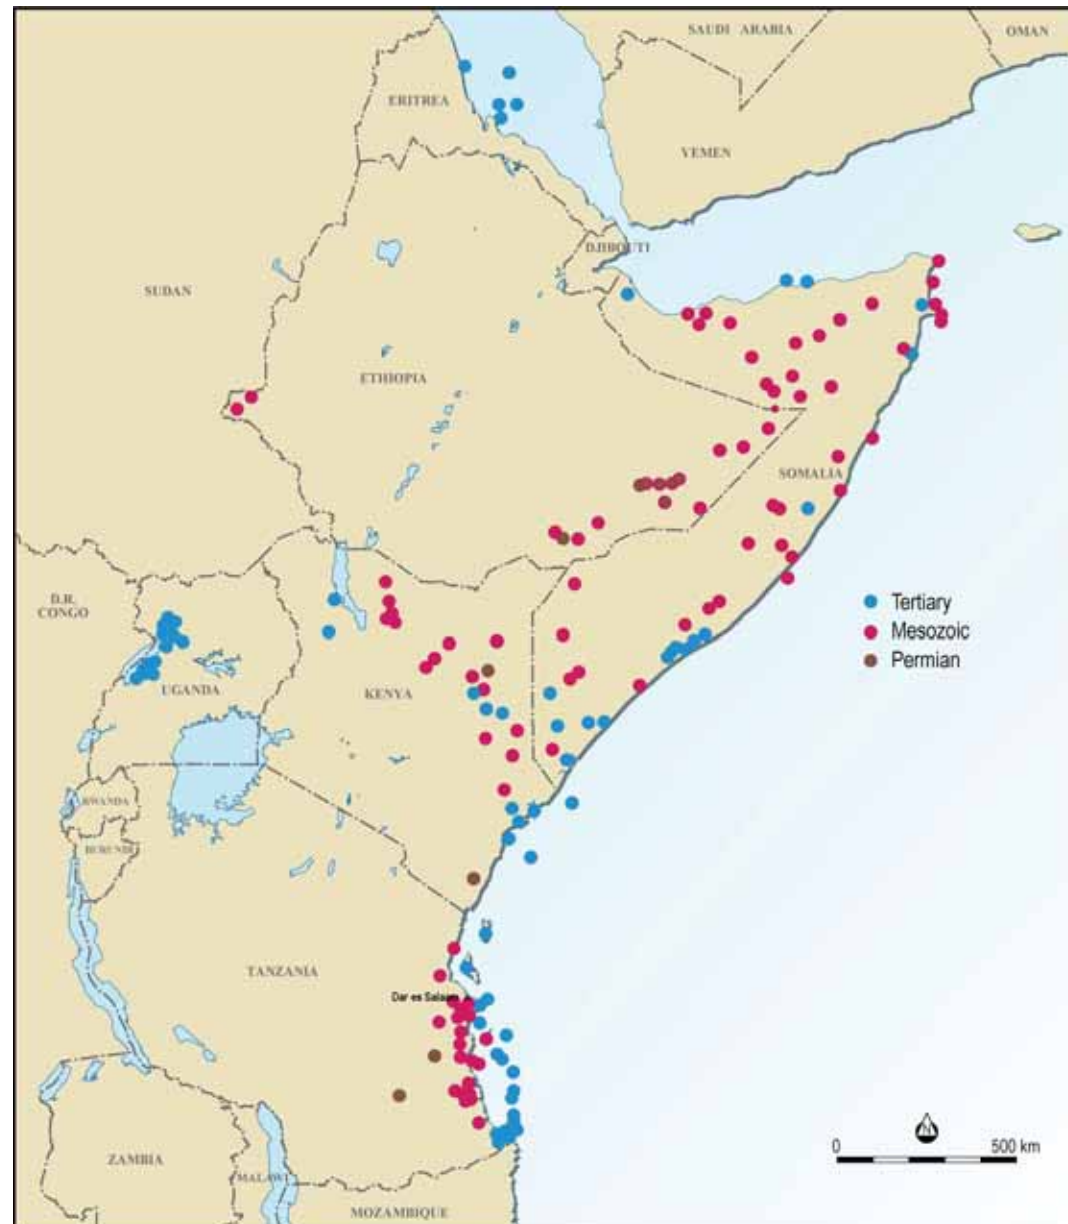 SAUDI ARABIA
OMAN
ERITREA
YEMEN
DJIBOUTI
SUDAN
ETHIOPIA
SOMALIA
D.R.
CONGO
Tertiary
Mesozoic
Permian
UGANDA
KENYA
RWANDA
BURUNDI
TANZANIA
Dar es Salaam
N
0 500 km
ZAMBIA
MALAWI
MOZAMBIQUE